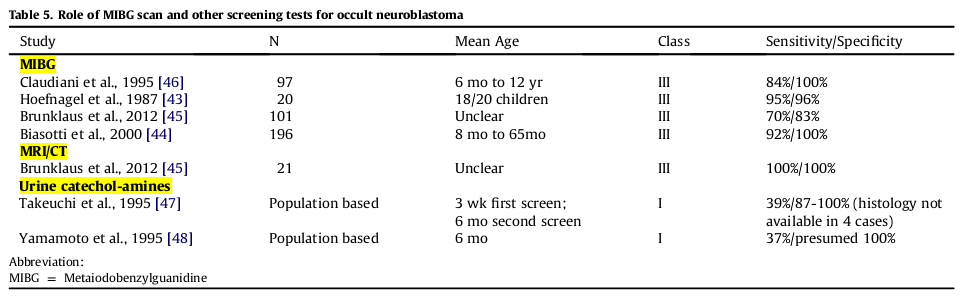 Table 5. Role of MIBG scan and other screening tests for occult neuroblastoma
Study N Mean Age Class Sensitivity/Specificity
MIBG
Claudiani et al., 1995 [46] 97 6 mo to 12 yr III 84%/100%
Hoefnagel et al., 1987 [43] 20 18/20 children III 95%/96%
Brunklaus et al., 2012 [45] 101 Unclear III 70%/83%
Biasotti et al., 2000 [44] 196 8 mo to 65mo III 92%/100%
MRI/CT
Brunklaus et al., 2012 [45] 21 Unclear III 100%/100%
Urine catechol-amines
Takeuchi et al., 1995 [47] Population based 3 wk first screen; I 39%/87-100% (histology not
6 mo second screen available in 4 cases)
Yamamoto et al., 1995 [48] Population based 6 mo I 37%/presumed 100%
Abbreviation:
MIBG = Metaiodobenzylguanidine